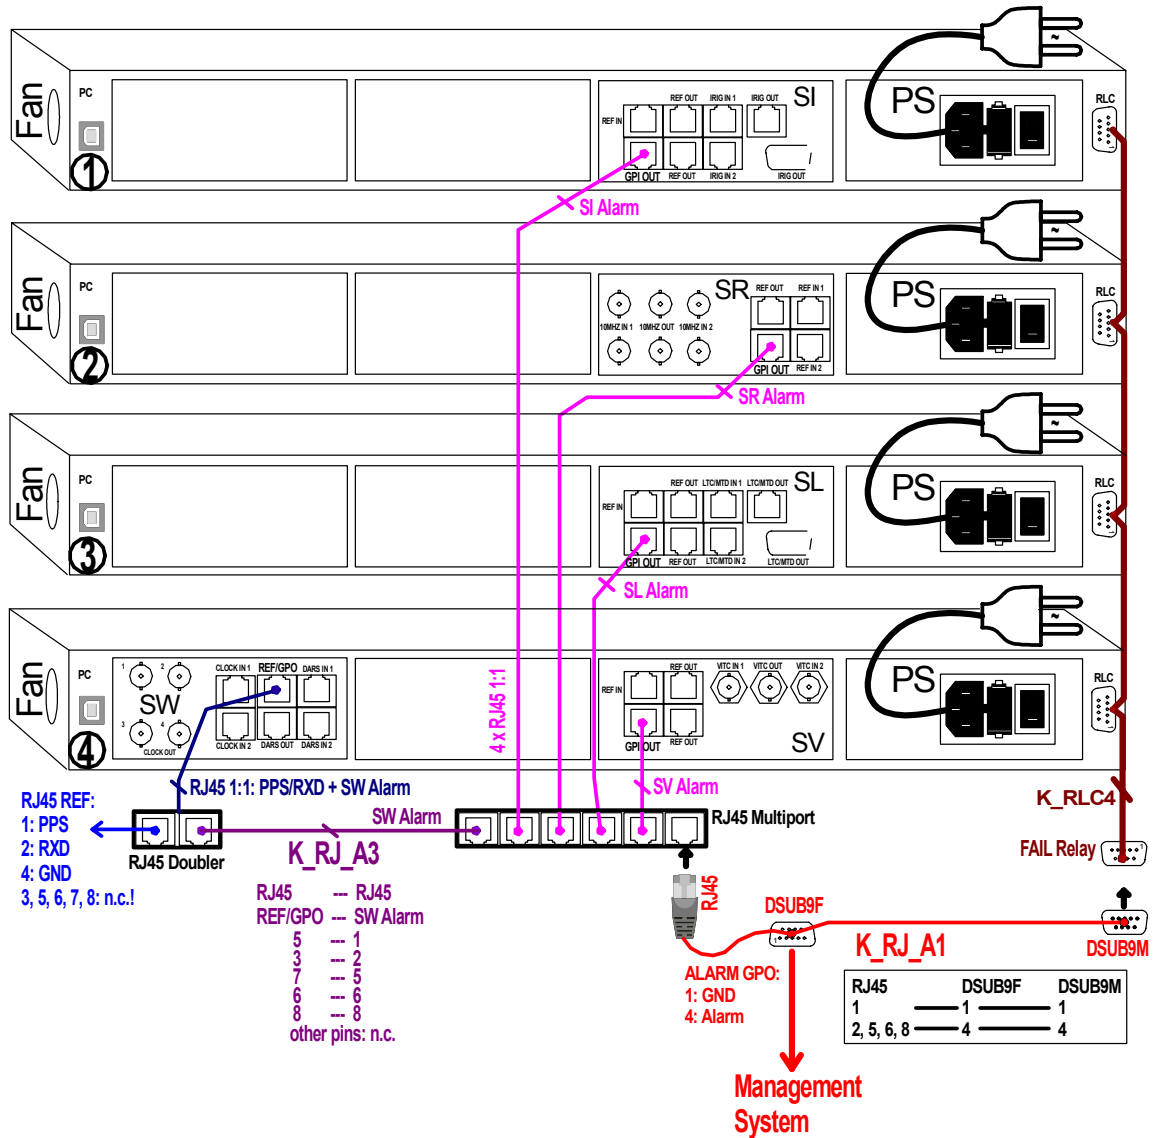 Fan
PC
1
REF IN
REF OUT
IRIG IN 1
IRIG OUT
SI
GPI OUT
REF OUT
IRIG IN 2
IRIG OUT
PS
~
RLC
SI Alarm
Fan
PC
2
10MHZ IN 1
10MHZ OUT
10MHZ IN 2
SR
REF OUT
REF IN 1
GPI OUT
REF IN 2
PS
~
RLC
SR Alarm
Fan
PC
3
REF IN
REF OUT
LTC/MTD IN 1
LTC/MTD OUT
SL
GPI OUT
REF OUT
LTC/MTD IN 2
LTC/MTD OUT
PS
~
RLC
SL Alarm
Fan
PC
4
1
2
SW
3
4
CLOCK OUT
CLOCK IN 1
REF/GPO
DARS IN 1
CLOCK IN 2
DARS OUT
DARS IN 2
4 x RJ45 1:1
REF IN
REF OUT
VITC IN 1
VITC OUT
VITC IN 2
GPI OUT
REF OUT
SV
PS
~
RLC
RJ45 1:1: PPS/RXD + SW Alarm
SV Alarm
K_RLC4
RJ45 REF:
1: PPS
2: RXD
4: GND
3, 5, 6, 7, 8: n.c.!
RJ45 Doubler
SW Alarm
RJ45 Multiport
FAIL Relay
1
K_RJ_A3
RJ45 --- RJ45
REF/GPO --- SW Alarm
5 --- 1
3 --- 2
7 --- 5
6 --- 6
8 --- 8
other pins: n.c.
RJ45
DSUB9F
1
DSUB9M
K_RJ_A1
ALARM GPO:
1: GND
4: Alarm
RJ45 DSUB9F DSUB9M
1 1 1
2, 5, 6, 8 4 4
Management
System